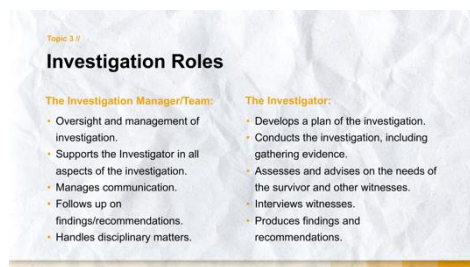 Topic 3 //
Investigation Roles
The Investigation Manager/Team:
• Oversight and management of
investigation.
• Supports the Investigator in all
aspects of the investigation.
• Manages communication.
• Follows up on
findings/recommendations.
• Handles disciplinary matters.
The Investigator:
• Develops a plan of the investigation.
• Conducts the investigation, including
gathering evidence.
• Assesses and advises on the needs of
the survivor and other witnesses.
• Interviews witnesses.
• Produces findings and
recommendations.